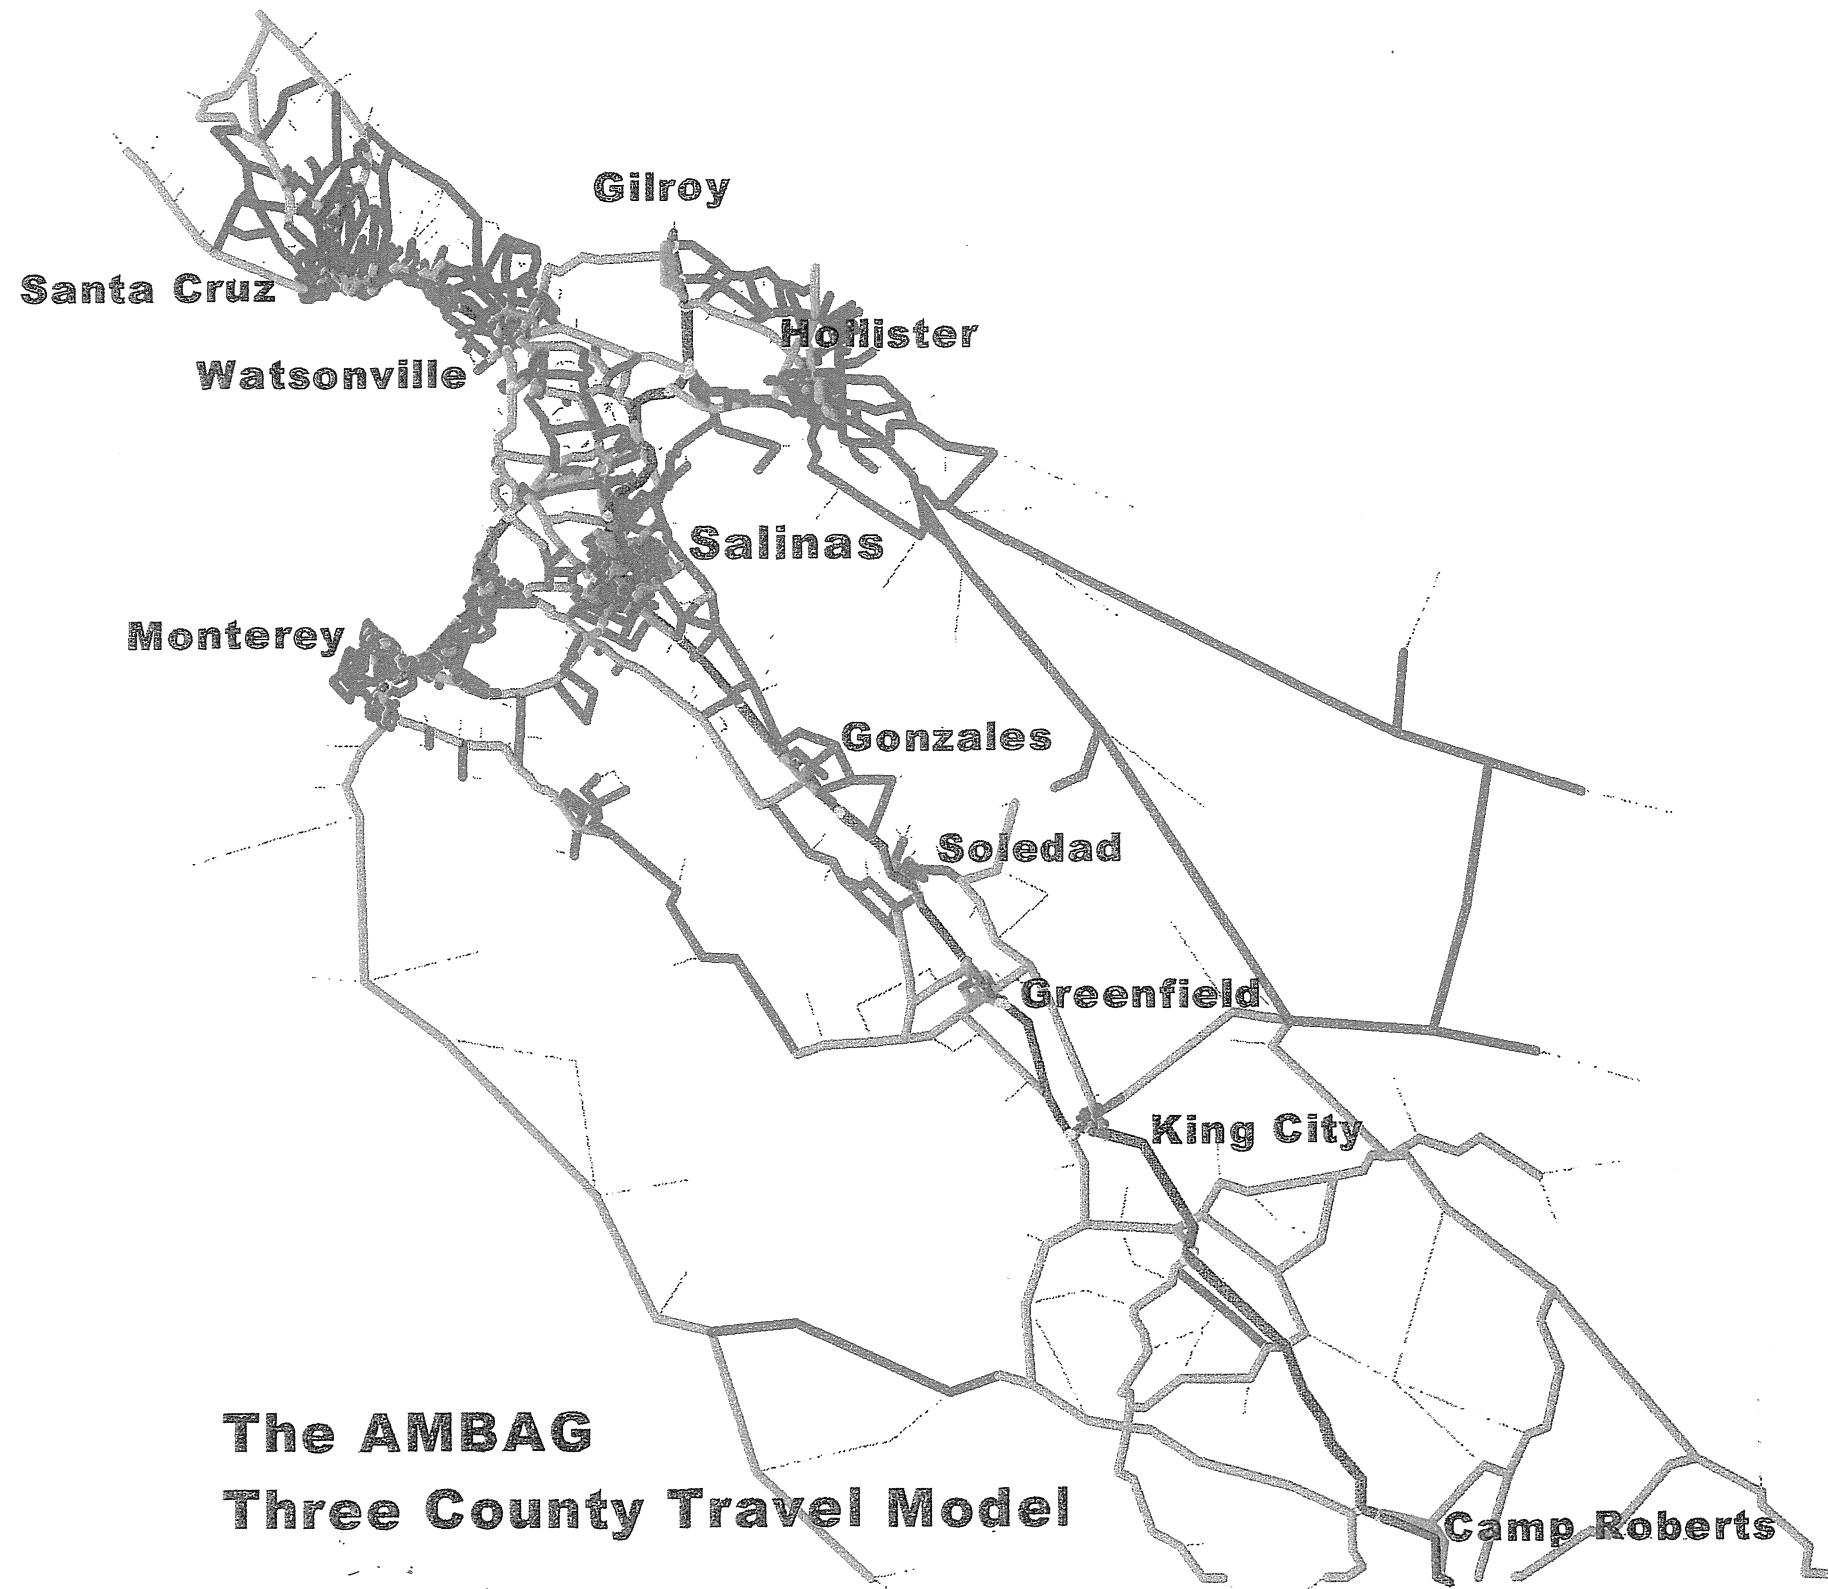 Gilroy
Santa Cruz
Hollister
Watsonville
Salinas
Monterey
Gonzales
Soledad
Greenfield
King City
The AMBAG
Three County Travel Model
Camp Roberts